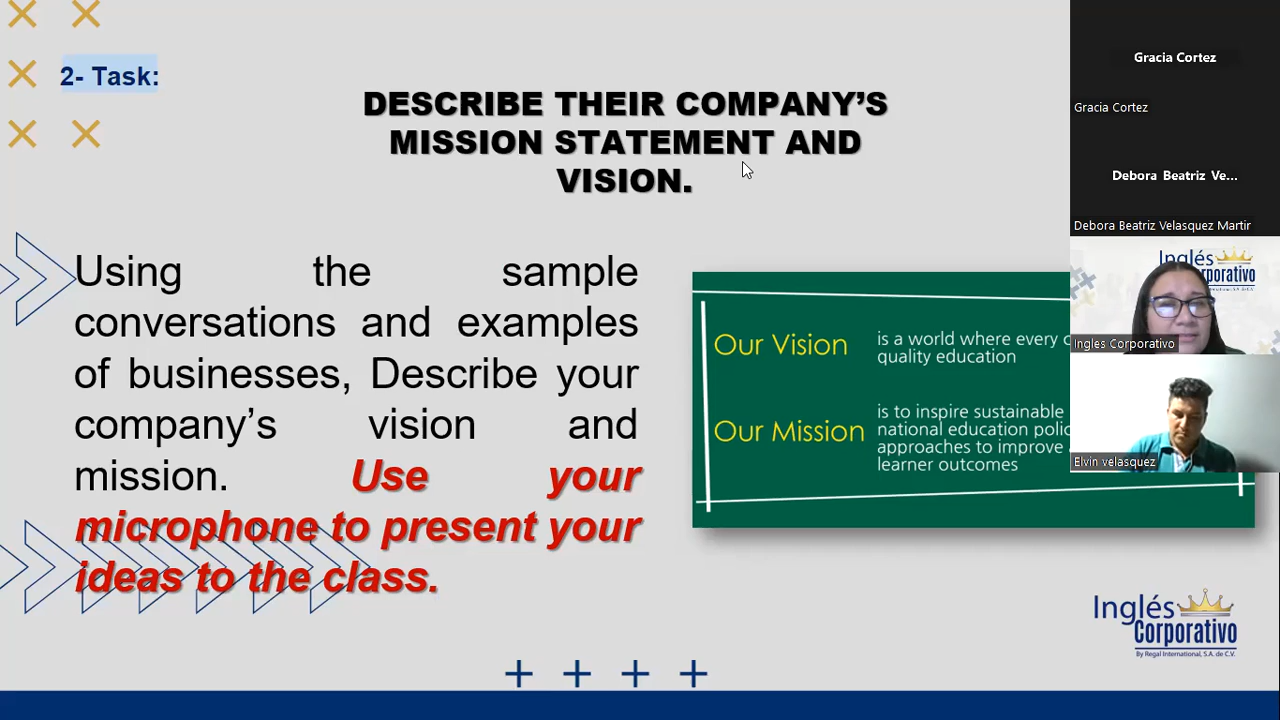 2- Task:
DESCRIBE THEIR COMPANY'S
MISSION STATEMENT AND
VISION.
Using the sample
conversations and examples
of businesses, Describe your
company's vision and
mission. Use your
microphone to present your
ideas to the class.
Our Vision
is a world where every
quality education
Our Mission
is to inspire sustainable
national education
approaches to improve
learner outcomes
Gracia Cortez
Gracia Cortez
Debora Beatriz Ve...
Debora Beatriz Velasquez Martir
Inglés
Corporativo
Ingles Corporativo
Elvin velasquez
Inglés
Corporativo
By Regal International, S.A. de C.V.